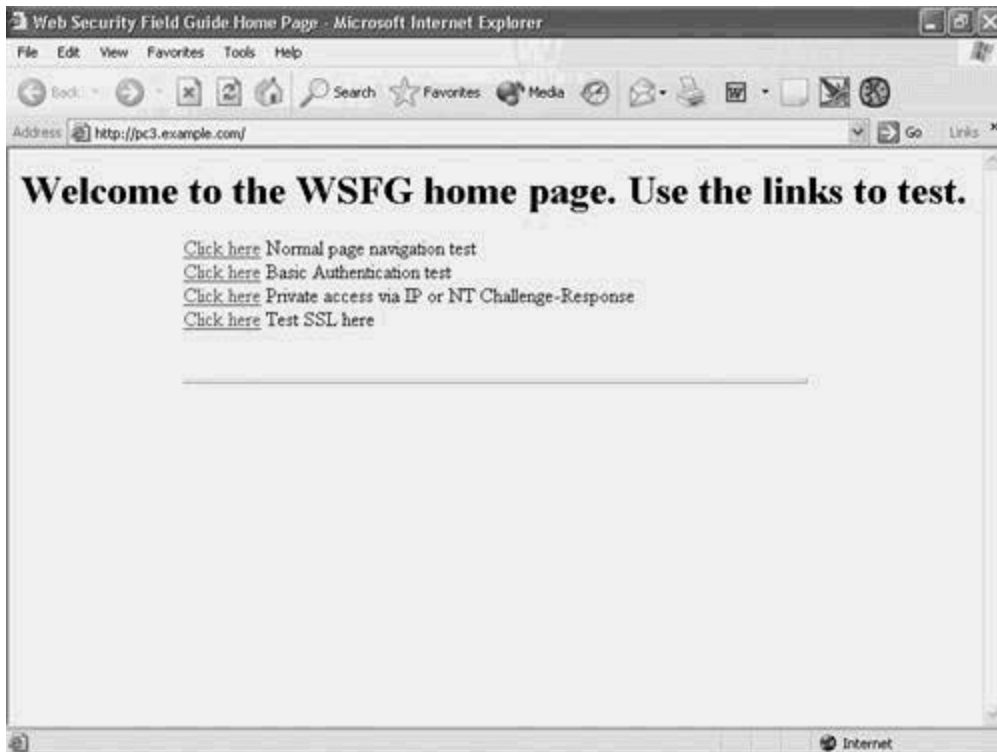 Web Security Field Guide Home Page - Microsoft Internet Explorer
File Edit View Favorites Tools Help
Back Search Favorites Media
Address http://pc3.example.com/ Go Links
Welcome to the WSFG home page. Use the links to test.
Click here Normal page navigation test
Click here Basic Authentication test
Click here Private access via IP or NT Challenge-Response
Click here Test SSL here
Internet